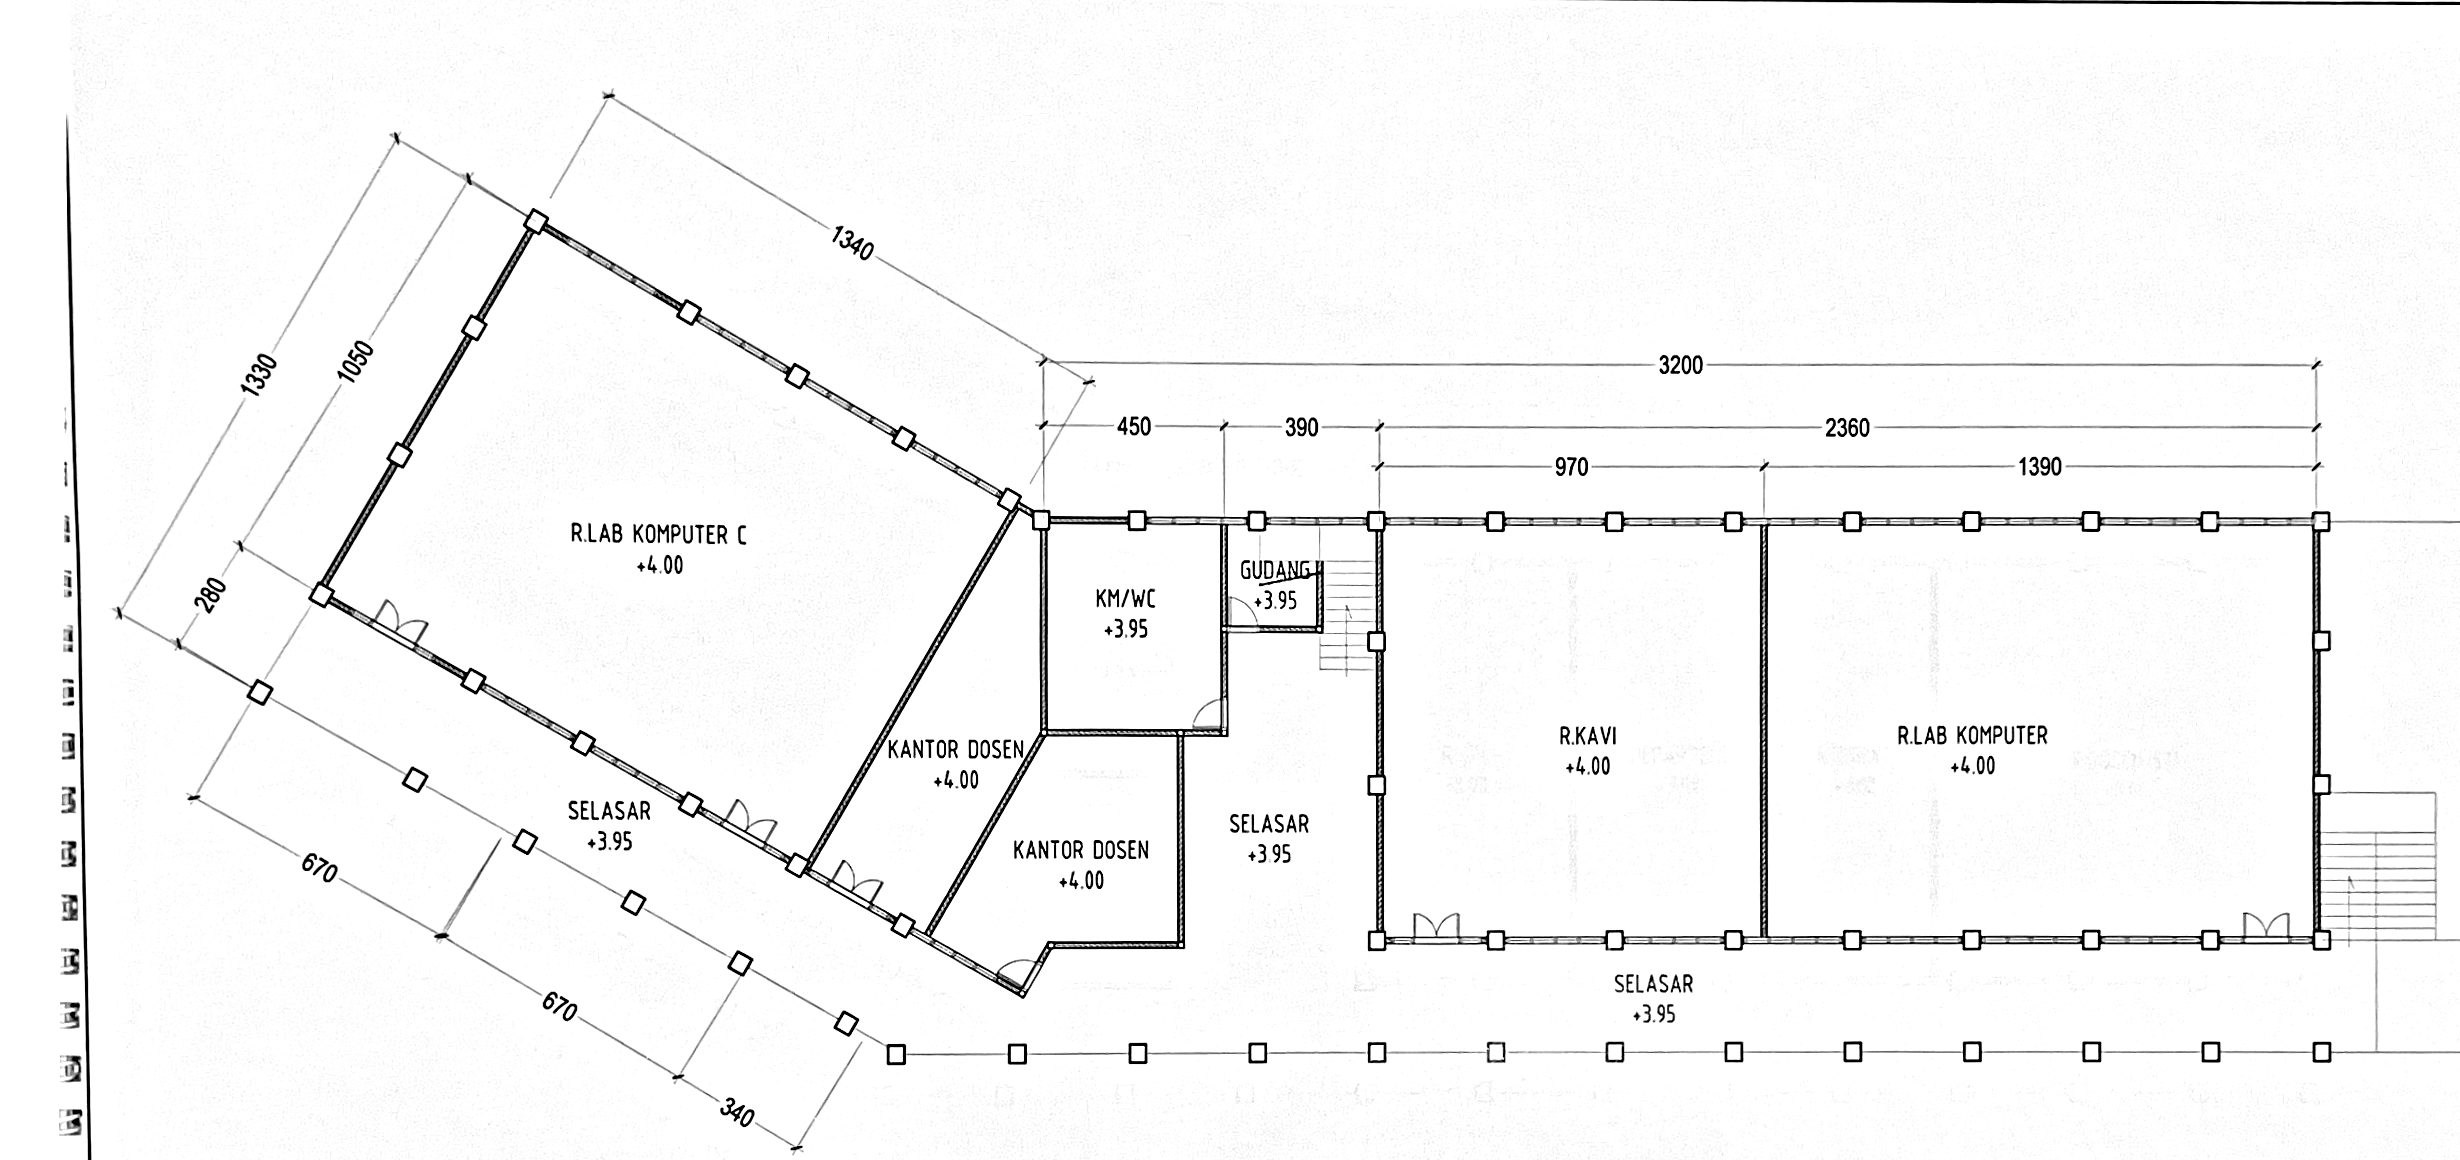 1340
1330
1050
280
3200
450
390
2360
970
1390
R.LAB KOMPUTER C
+4.00
GUDANG
+3.95
KM/WC
+3.95
KANTOR DOSEN
+4.00
R.KAVI
+4.00
R.LAB KOMPUTER
+4.00
SELASAR
+3.95
KANTOR DOSEN
+4.00
SELASAR
+3.95
SELASAR
+3.95
670
670
340